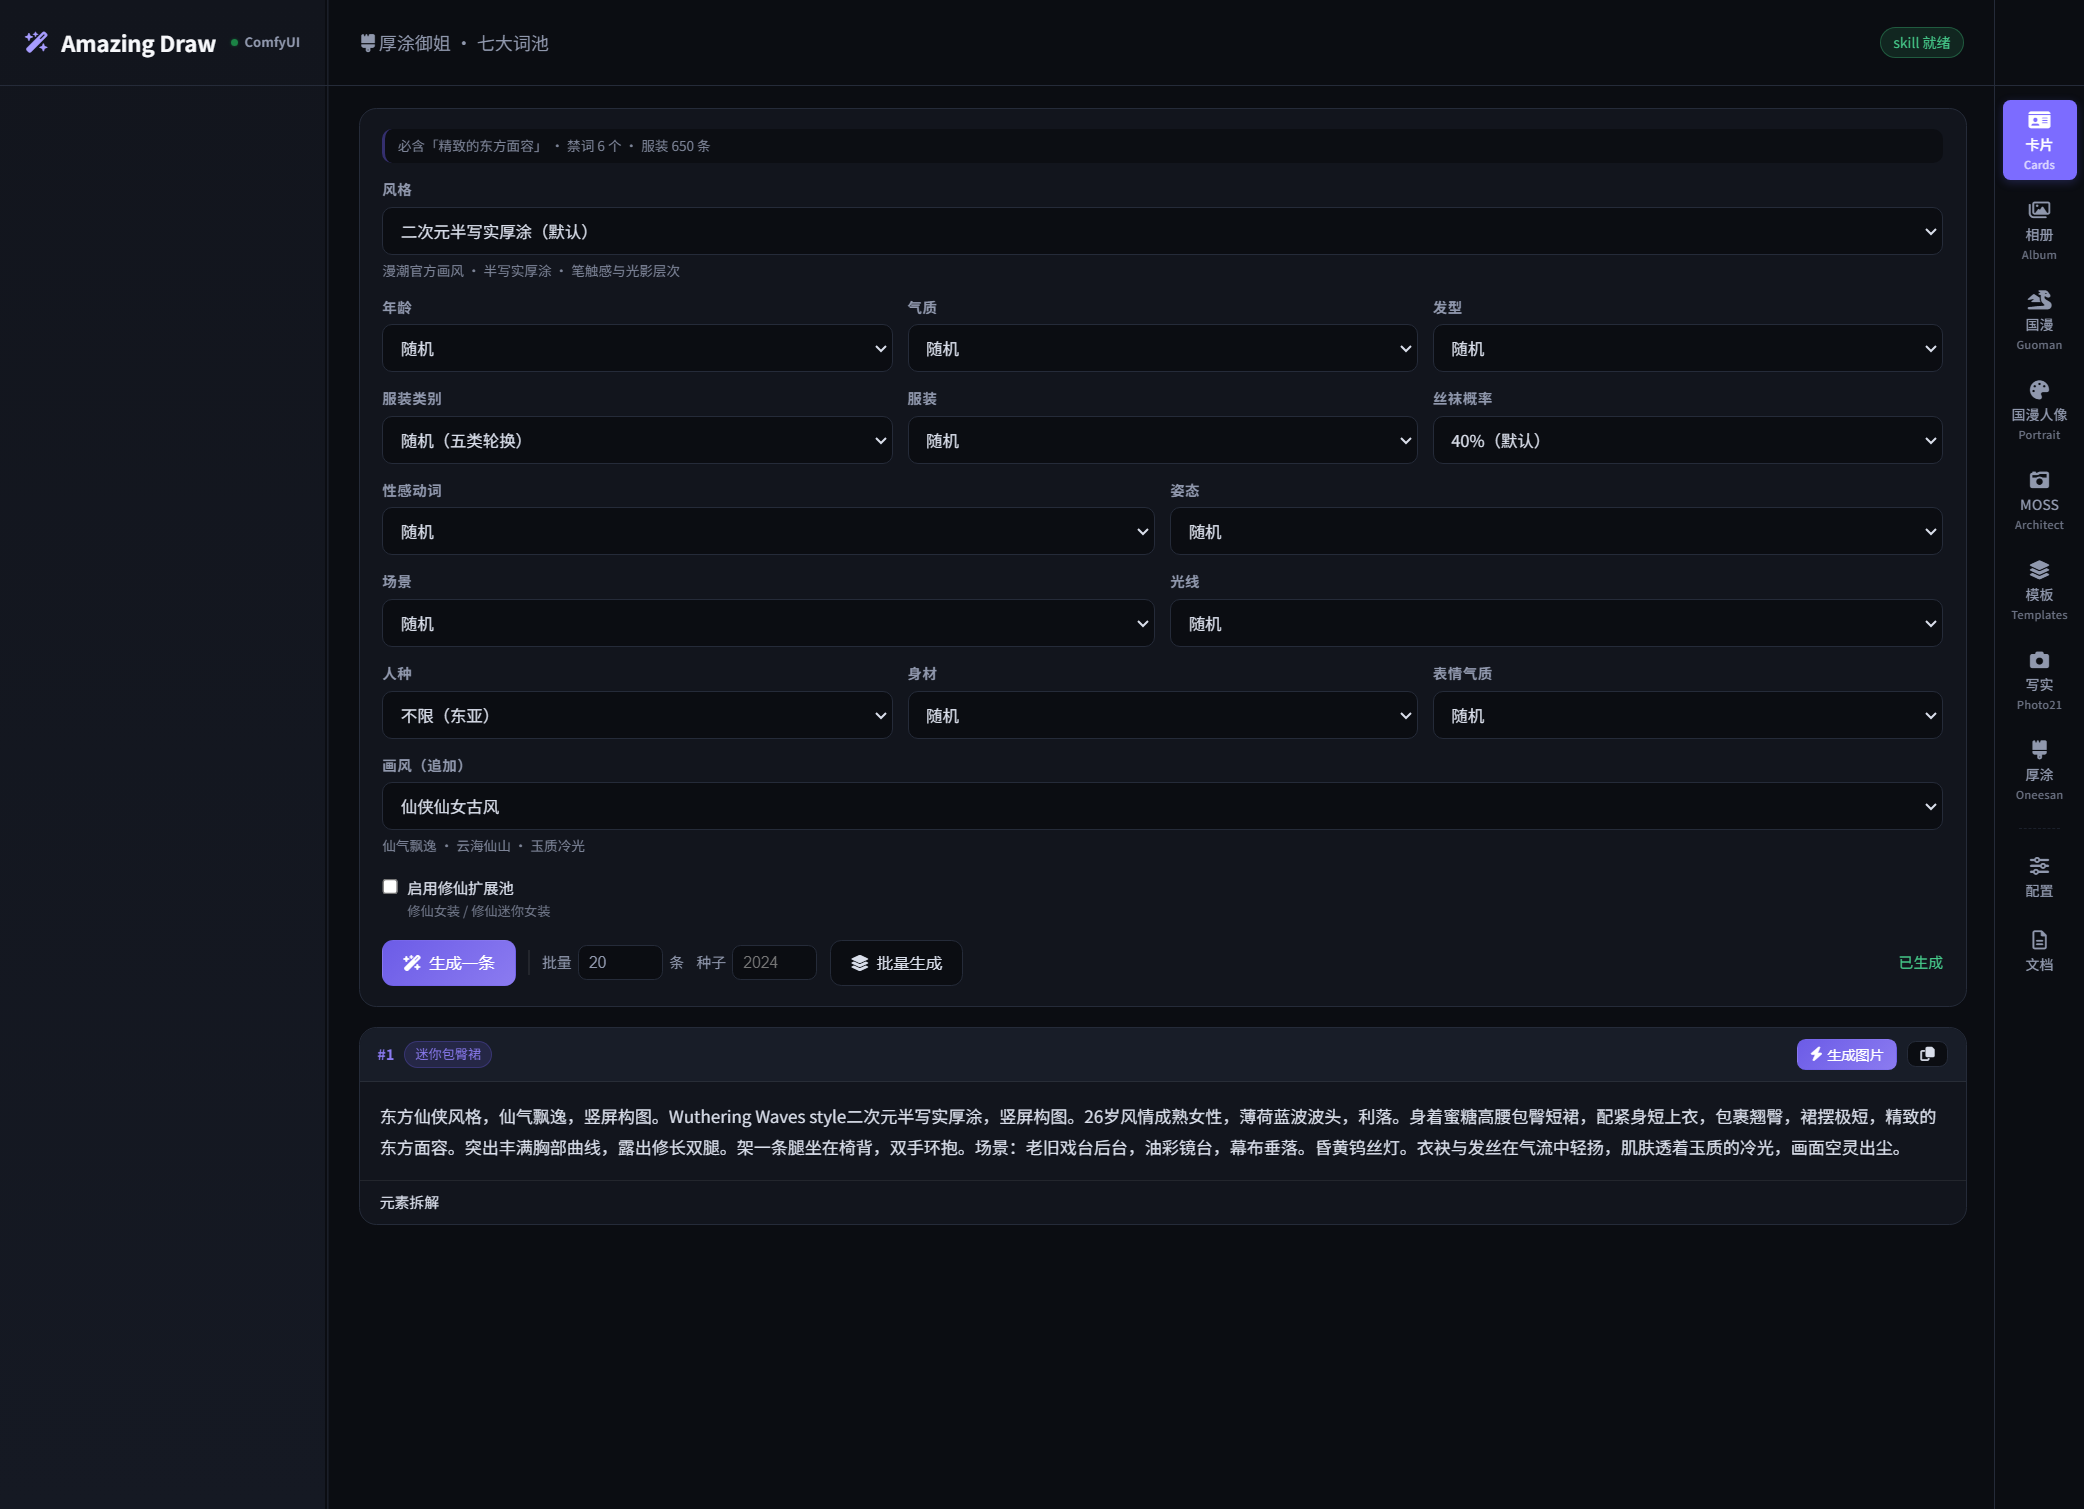 Amazing Draw ComfyUI
厚涂御姐 · 七大词池
skill 就绪
必含「精致的东方面容」 · 禁词 6 个 · 服装 650 条
风格
二次元半写实厚涂（默认）
漫潮官方画风 · 半写实厚涂 · 笔触感与光影层次
年龄 气质 发型
随机 随机 随机
服装类别 服装 丝袜概率
随机（五类轮换） 随机 40%（默认）
性感动词 姿态
随机 随机
场景 光线
随机 随机
人种 身材 表情气质
不限（东亚） 随机 随机
画风（追加）
仙侠仙女古风
仙气飘逸 · 云海仙山 · 玉质冷光
启用修仙扩展池
修仙女装 / 修仙迷你女装
生成一条 批量 20 条 种子 2024 批量生成 已生成
#1 迷你包臀裙 生成图片
东方仙侠风格，仙气飘逸，竖屏构图。Wuthering Waves style二次元半写实厚涂，竖屏构图。26岁风情成熟女性，薄荷蓝波波头，利落。身着蜜糖高腰包臀短裙，配紧身短上衣，包裹翘臀，裙摆极短，精致的
东方面容。突出丰满胸部曲线，露出修长双腿。架一条腿坐在椅背，双手环抱。场景：老旧戏台后台，油彩镜台，幕布垂落。昏黄钨丝灯。衣袂与发丝在气流中轻扬，肌肤透着玉质的冷光，画面空灵出尘。
元素拆解
卡片
Cards
相册
Album
国漫
Guoman
国漫人像
Portrait
MOSS
Architect
模板
Templates
写实
Photo21
厚涂
Oneesan
配置
文档